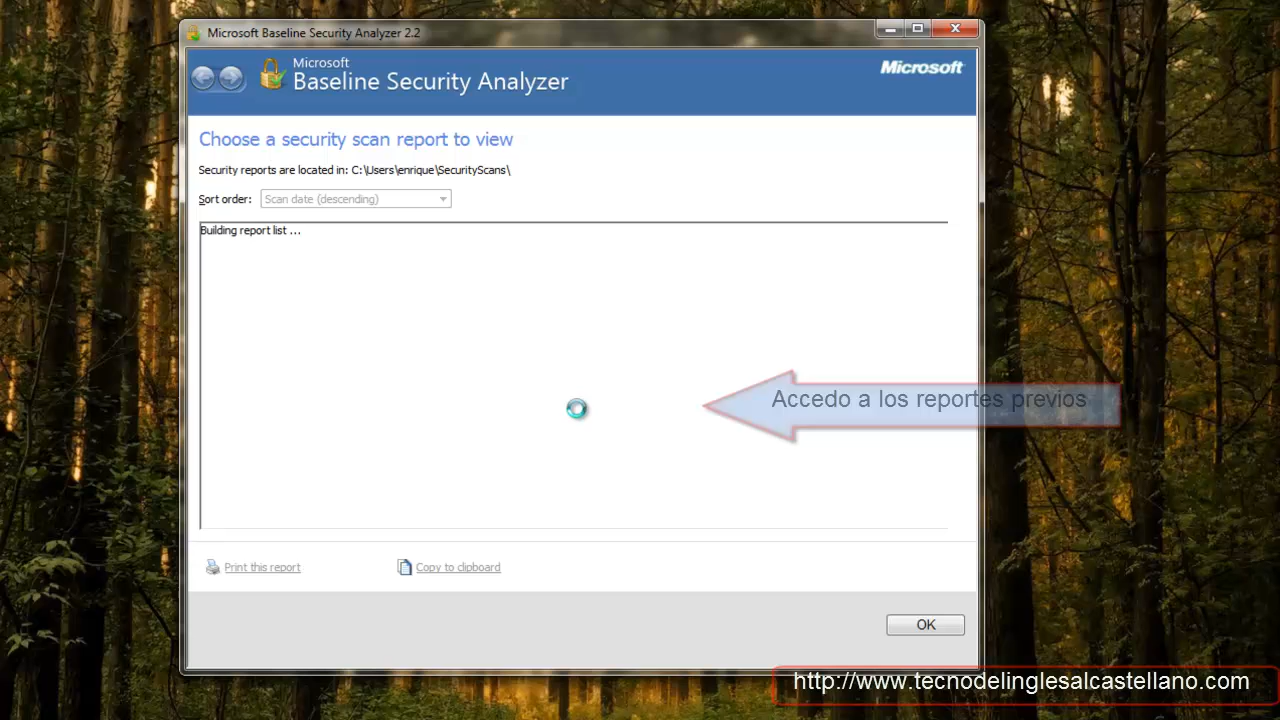 Microsoft Baseline Security Analyzer 2.2
Microsoft
Baseline Security Analyzer
Microsoft
Choose a security scan report to view
Security reports are located in: C:\Users\enrique\SecurityScans\
Sort order: Scan date (descending)
Building report list ...
Accedo a los reportes previos
Print this report
Copy to clipboard
OK
http://www.tecnodelinglesalcastellano.com